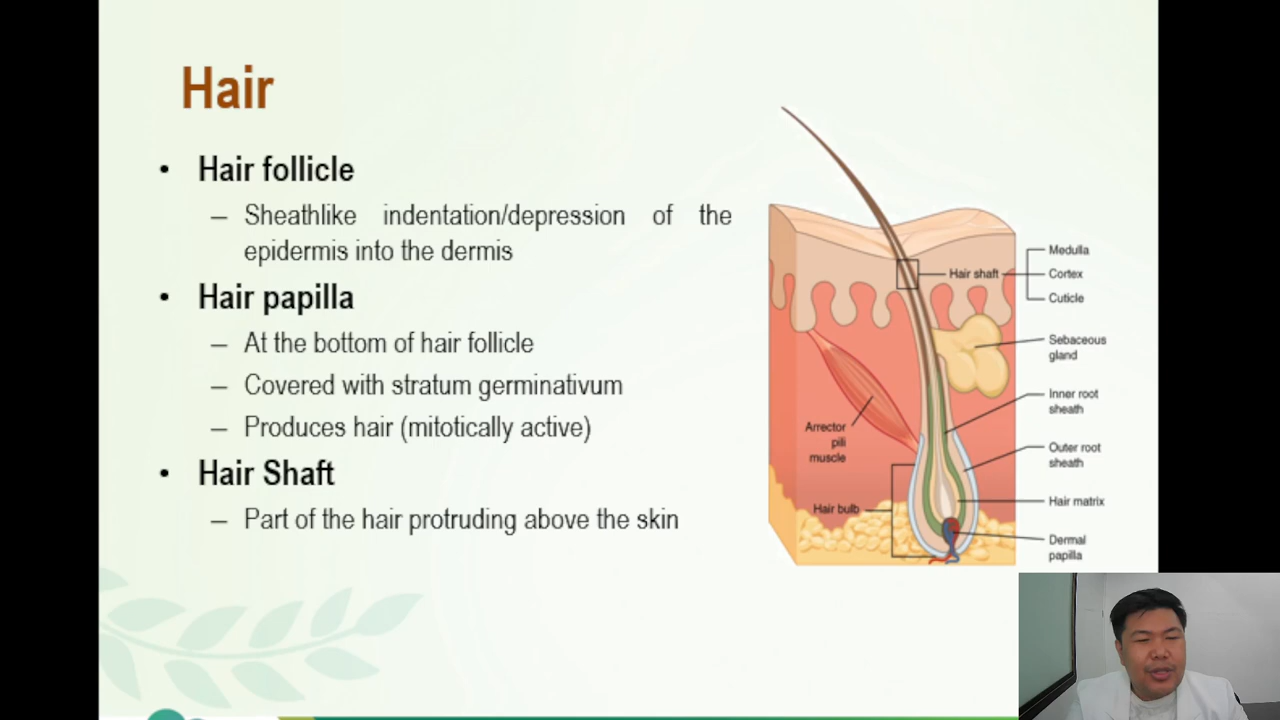 Hair
• Hair follicle
– Sheathlike indentation/depression of the
epidermis into the dermis
• Hair papilla
– At the bottom of hair follicle
– Covered with stratum germinativum
– Produces hair (mitotically active)
• Hair Shaft
– Part of the hair protruding above the skin
Medulla
Hair shaft
Cortex
Cuticle
Sebaceous
gland
Inner root
sheath
Arrector
pili
muscle
Outer root
sheath
Hair matrix
Hair bulb
Dermal
papilla